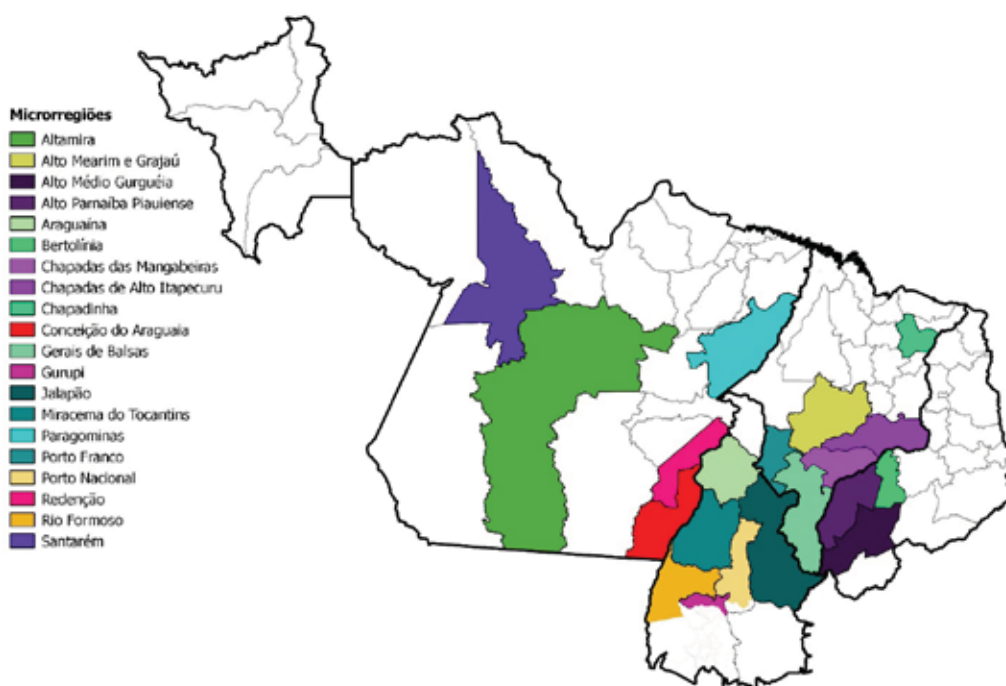 Microrregiões
Altamira
Alto Mearim e Grajaú
Alto Médio Gurguéia
Alto Parnaíba Piauiense
Araguaína
Bertolínia
Chapadas das Mangabeiras
Chapadas de Alto Itapecuru
Chapadinha
Conceição do Araguaia
Gerais de Balsas
Gurupi
Jalapão
Miracema do Tocantins
Paragominas
Porto Franco
Porto Nacional
Redenção
Rio Formoso
Santarém